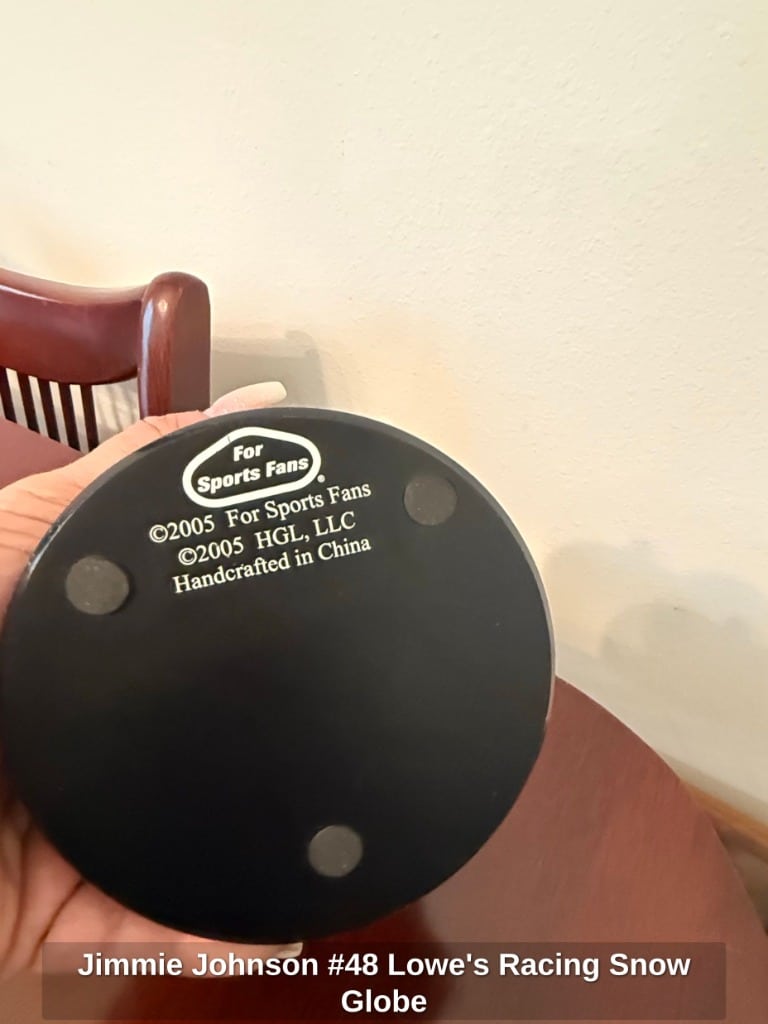 For
Sports Fans
®
©2005 For Sports Fans
©2005 HGL, LLC
Handcrafted in China
Jimmie Johnson #48 Lowe's Racing Snow
Globe